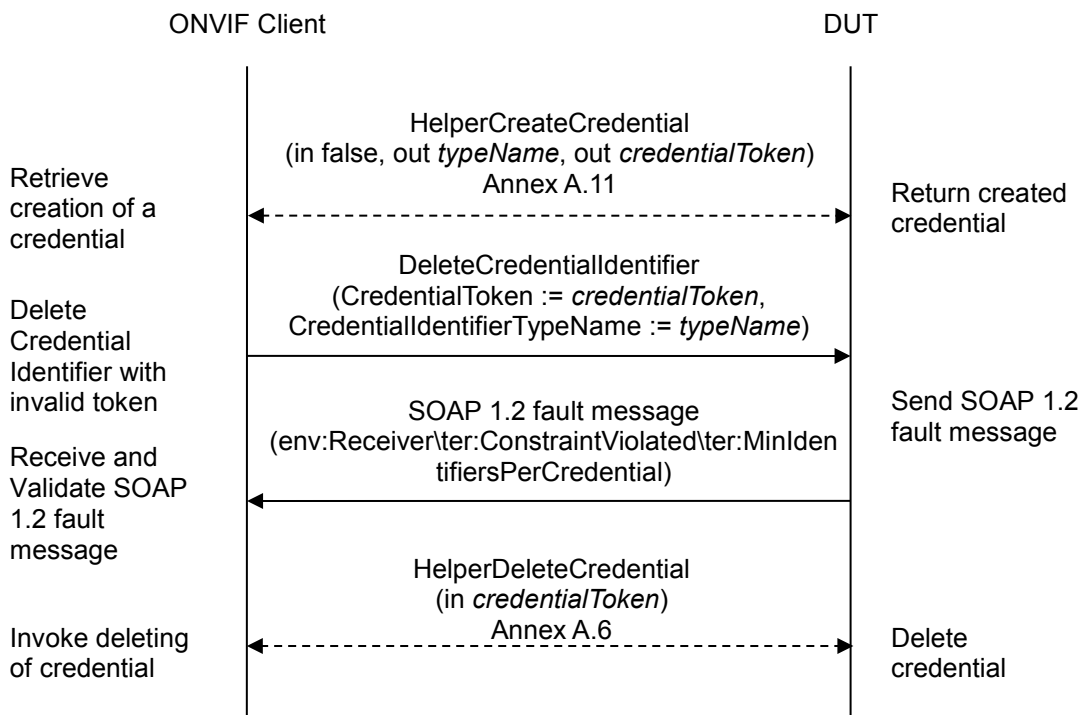 ONVIF Client
DUT
HelperCreateCredential
(in false, out typeName, out credentialToken)
Annex A.11
Retrieve
creation of a
credential
Return created
credential
DeleteCredentialIdentifier
(CredentialToken := credentialToken,
CredentialIdentifierTypeName := typeName)
Delete
Credential
Identifier with
invalid token
SOAP 1.2 fault message
(env:Receiver\ter:ConstraintViolated\ter:MinIden
tifiersPerCredential)
Send SOAP 1.2
fault message
Receive and
Validate SOAP
1.2 fault
message
HelperDeleteCredential
(in credentialToken)
Annex A.6
Invoke deleting
of credential
Delete
credential